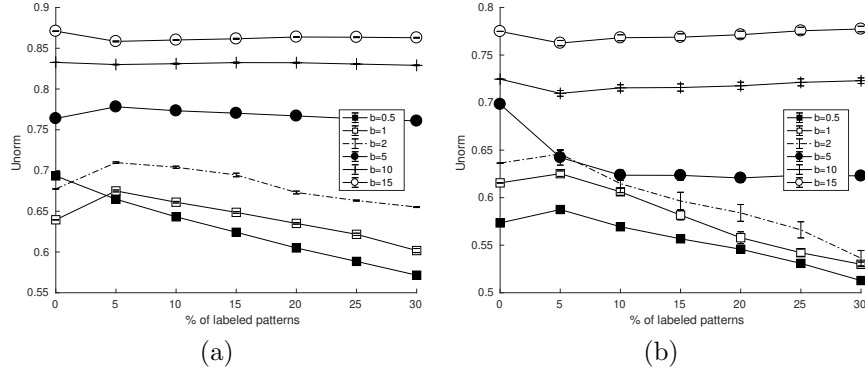 0.9
0.85
0.8
0.75
0.7
0.65
0.6
0.55
Unorm
0 5 10 15 20 25 30
% of labeled patterns
b=0.5
b=1
b=2
b=5
b=10
b=15
(a)
0.8
0.75
0.7
0.65
0.6
0.55
0.5
Unorm
0 5 10 15 20 25 30
% of labeled patterns
b=0.5
b=1
b=2
b=5
b=10
b=15
(b)